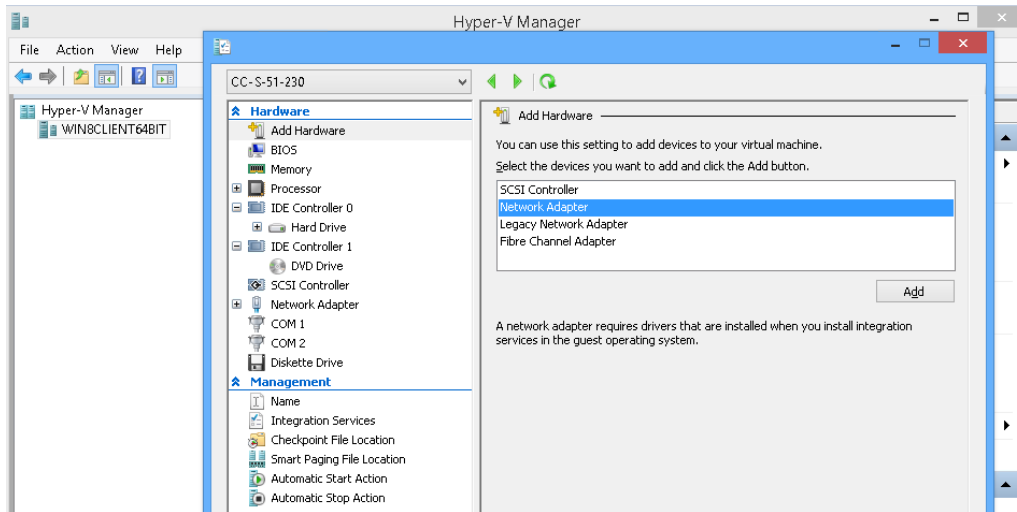 Hyper-V Manager
File Action View Help
Hyper-V Manager
WIN8CLIENT64BIT
CC-S-51-230
Hardware
Add Hardware
BIOS
Memory
Processor
IDE Controller 0
Hard Drive
IDE Controller 1
DVD Drive
SCSI Controller
Network Adapter
COM 1
COM 2
Diskette Drive
Management
Name
Integration Services
Checkpoint File Location
Smart Paging File Location
Automatic Start Action
Automatic Stop Action
Add Hardware
You can use this setting to add devices to your virtual machine.
Select the devices you want to add and click the Add button.
SCSI Controller
Network Adapter
Legacy Network Adapter
Fibre Channel Adapter
Add
A network adapter requires drivers that are installed when you install integration
services in the guest operating system.